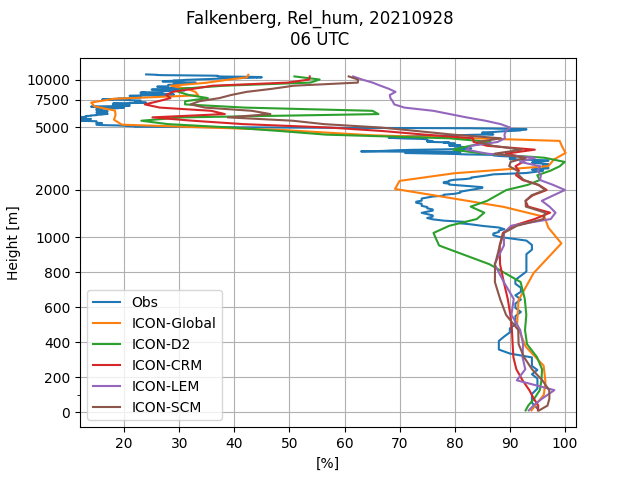 Falkenberg, Rel_hum, 20210928
06 UTC
10000
7500
5000
2000
1000
800
600
400
200
0
Height [m]
Obs
ICON-Global
ICON-D2
ICON-CRM
ICON-LEM
ICON-SCM
20 30 40 50 60 70 80 90 100
[%]